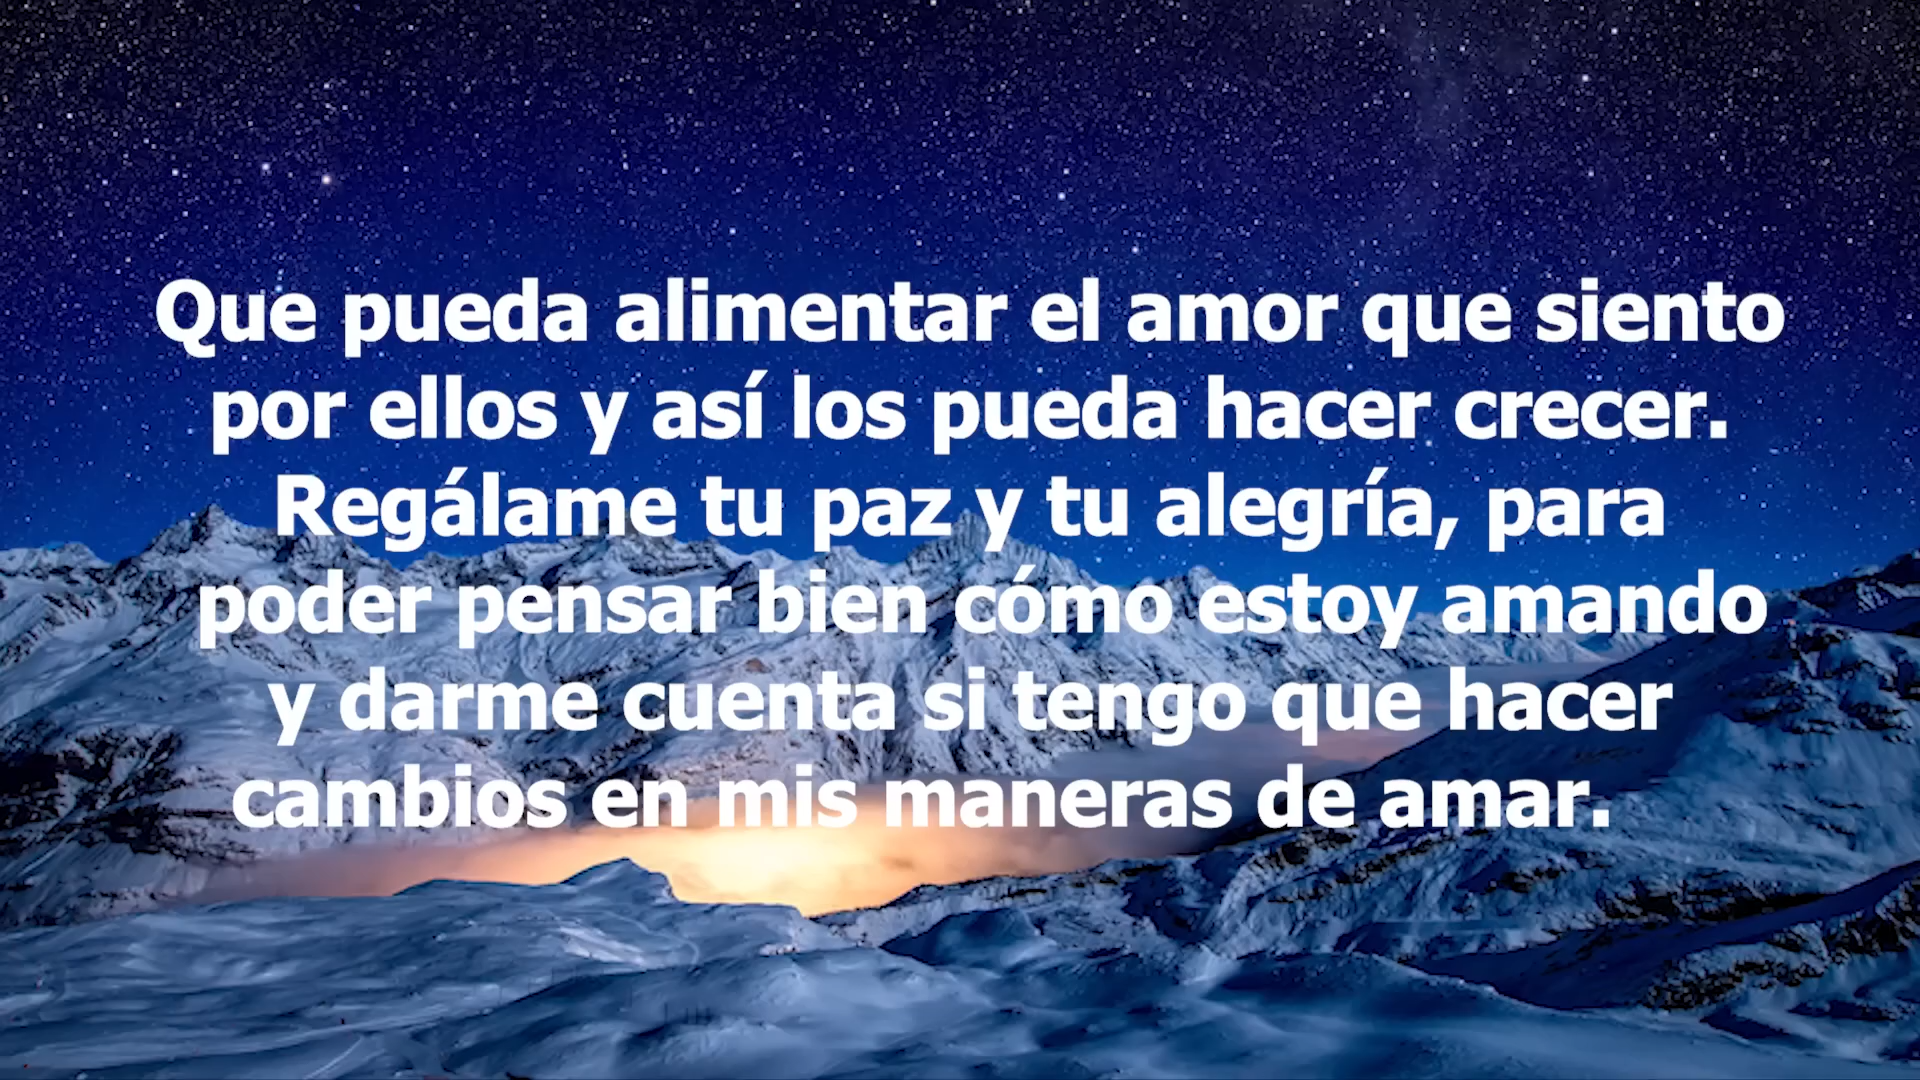 Que pueda alimentar el amor que siento
por ellos y así los pueda hacer crecer.
Regálame tu paz y tu alegría, para
poder pensar bien cómo estoy amando
y darme cuenta si tengo que hacer
cambios en mis maneras de amar.